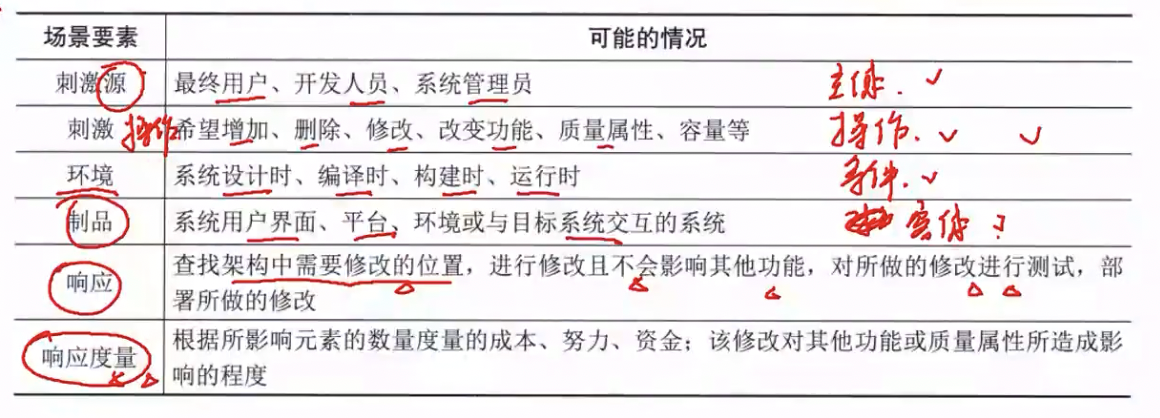 场景要素 可能的情况
刺激源 最终用户、开发人员、系统管理员 主体.
刺激 操作 希望增加、删除、修改、改变功能、质量属性、容量等 操作.
环境 系统设计时、编译时、构建时、运行时 条件.
制品 系统用户界面、平台、环境或与目标系统交互的系统 实体
响应 查找架构中需要修改的位置，进行修改且不会影响其他功能，对所做的修改进行测试，部
署所做的修改
响应度量 根据所影响元素的数量度量的成本、努力、资金；该修改对其他功能或质量属性所造成影
响的程度